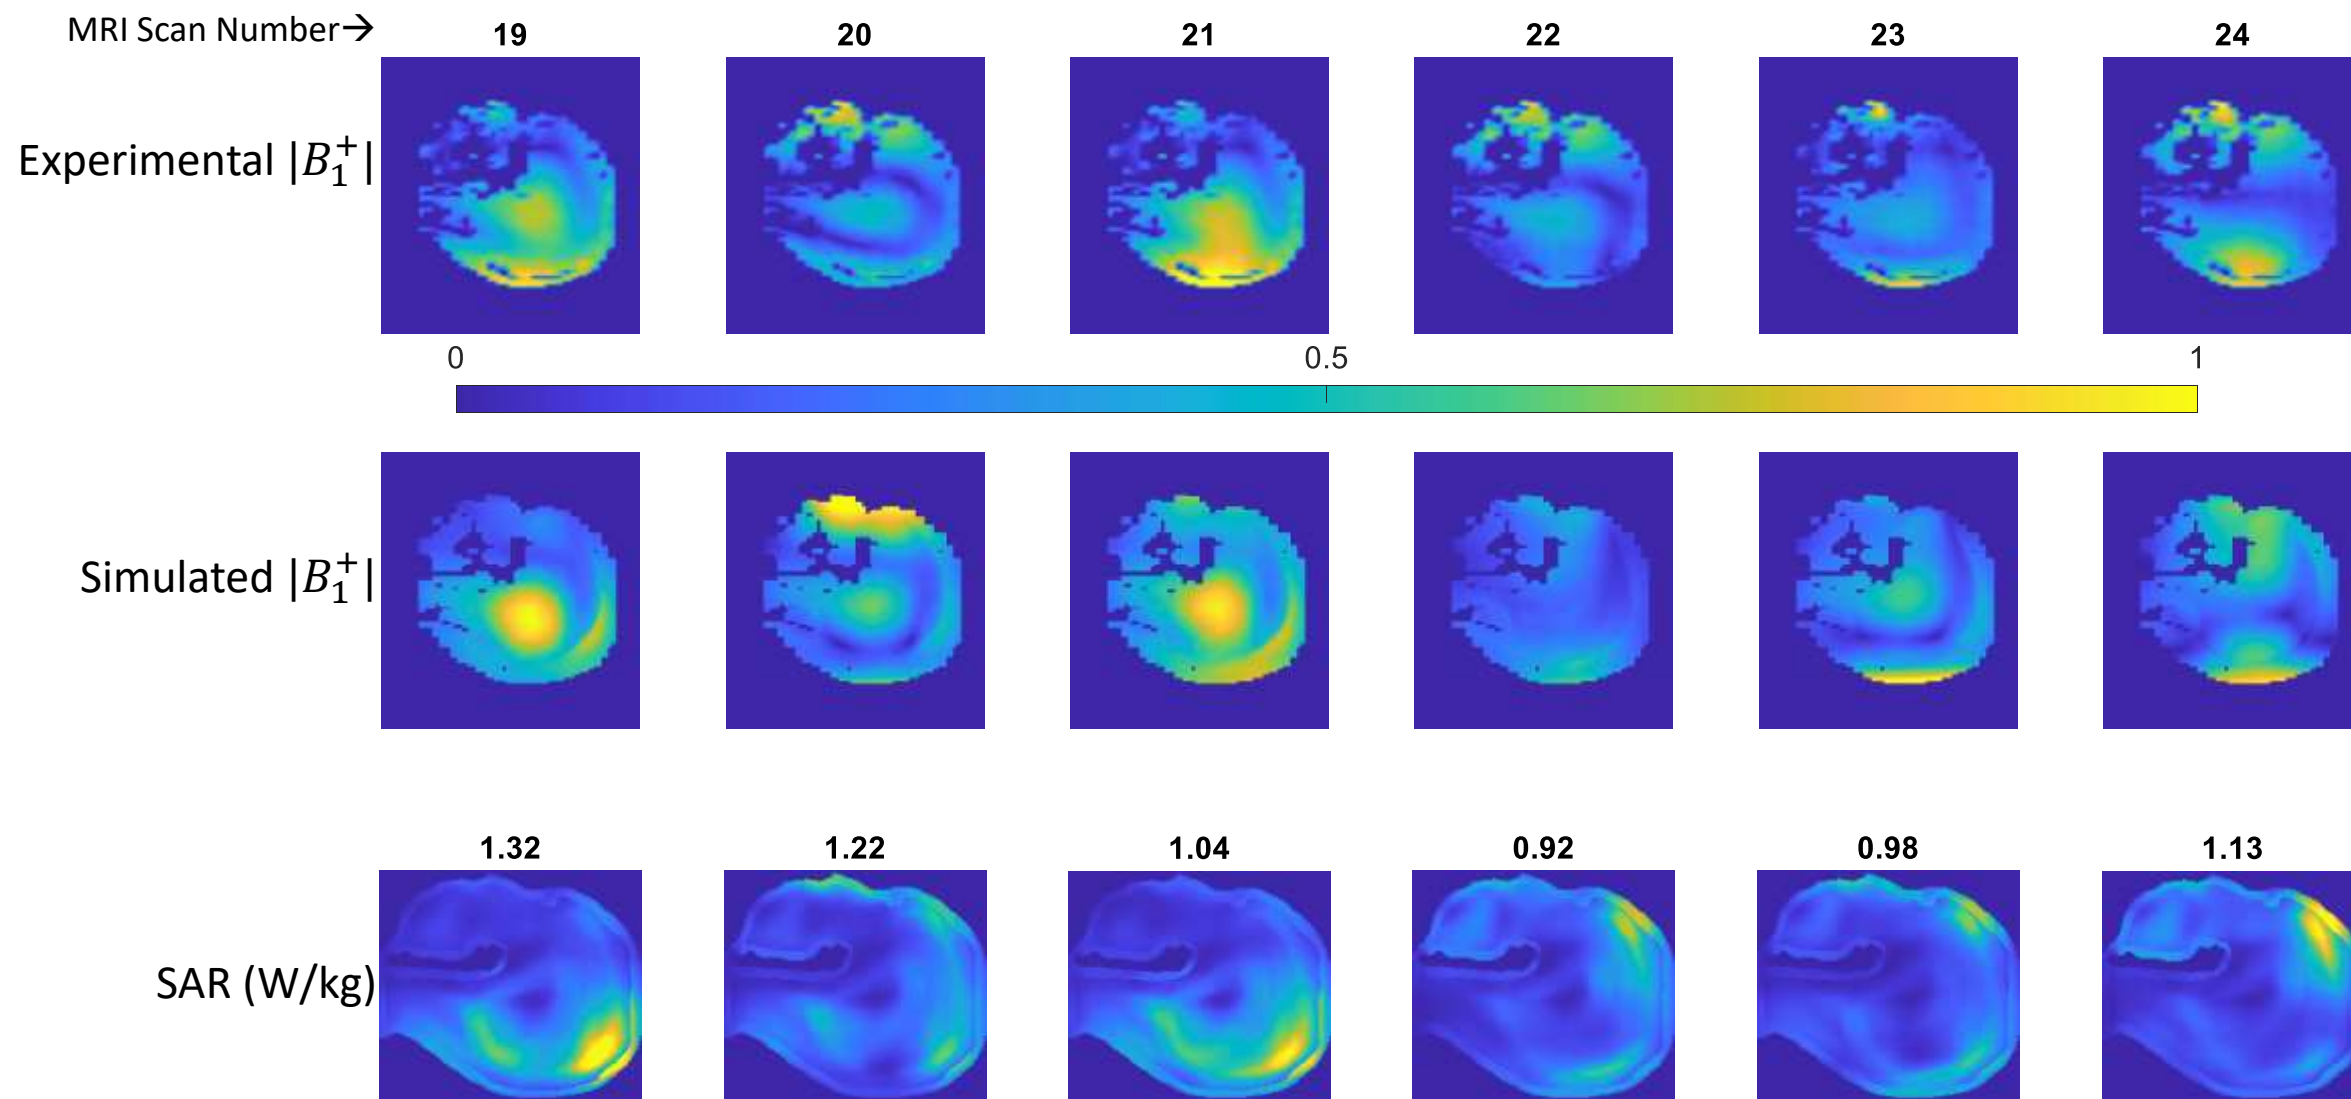 MRI Scan Number→ 19 20 21 22 23 24
Experimental |B₁⁺|
0 0.5 1
Simulated |B₁⁺|
1.32 1.22 1.04 0.92 0.98 1.13
SAR (W/kg)